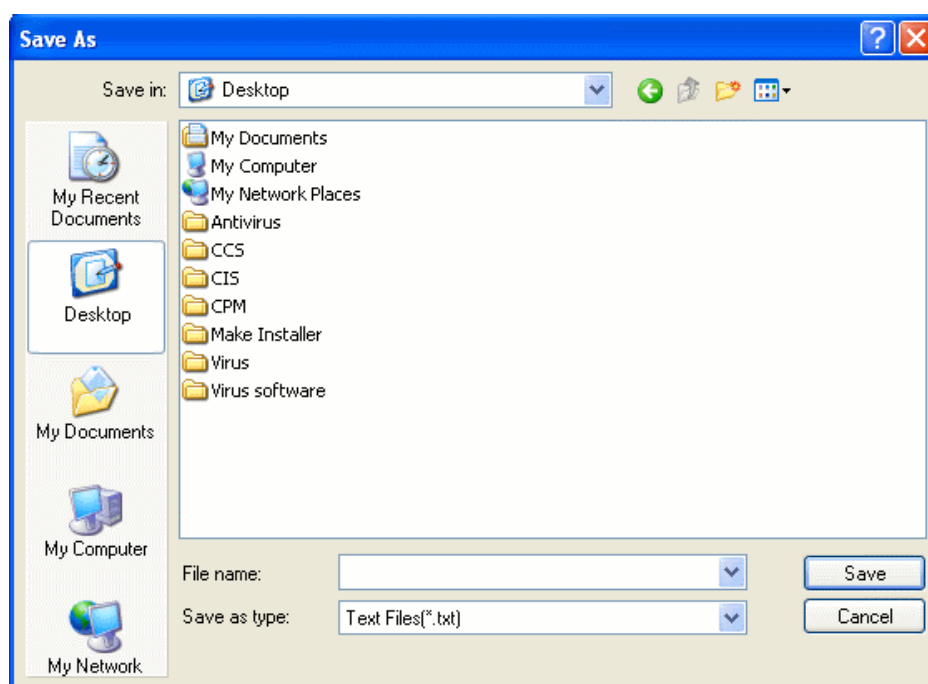 Save As
Save in:
Desktop
My Recent
Documents
Desktop
My Documents
My Computer
My Network
My Documents
My Computer
My Network Places
Antivirus
CCS
CIS
CPM
Make Installer
Virus
Virus software
File name:
Save
Save as type:
Text Files(*.txt)
Cancel